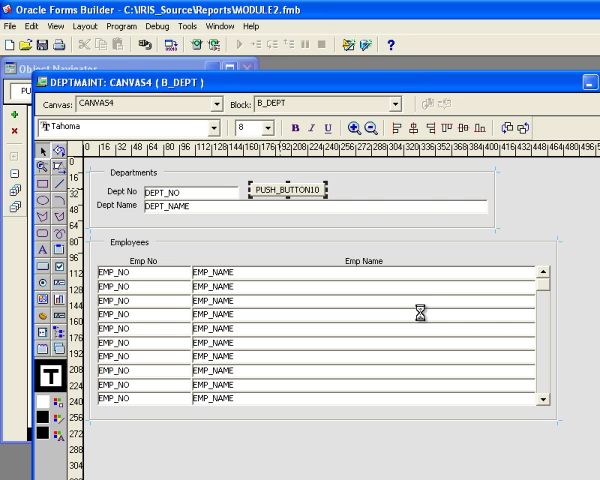 Oracle Forms Builder - C:\IRIS_Source\Reports\MODULE2.fmb
File Edit View Layout Program Debug Tools Window Help
Object Navigator
DEPTMAINT: CANVAS4 ( B_DEPT )
Canvas: CANVAS4 Block: B_DEPT
Tahoma 8 B I U
0 16 32 48 64 80 96 112 128 144 160 176 192 208 224 240 256 272 288 304 320 336 352 368 384 400 416 432 448 464 480 496
0
16
32
48
64
80
96
112
128
144
160
176
192
208
224
240
256
272
288
304
Departments
Dept No DEPT_NO PUSH_BUTTON10
Dept Name DEPT_NAME
Employees
Emp No Emp Name
EMP_NO EMP_NAME
EMP_NO EMP_NAME
EMP_NO EMP_NAME
EMP_NO EMP_NAME
EMP_NO EMP_NAME
EMP_NO EMP_NAME
EMP_NO EMP_NAME
EMP_NO EMP_NAME
EMP_NO EMP_NAME
EMP_NO EMP_NAME
T